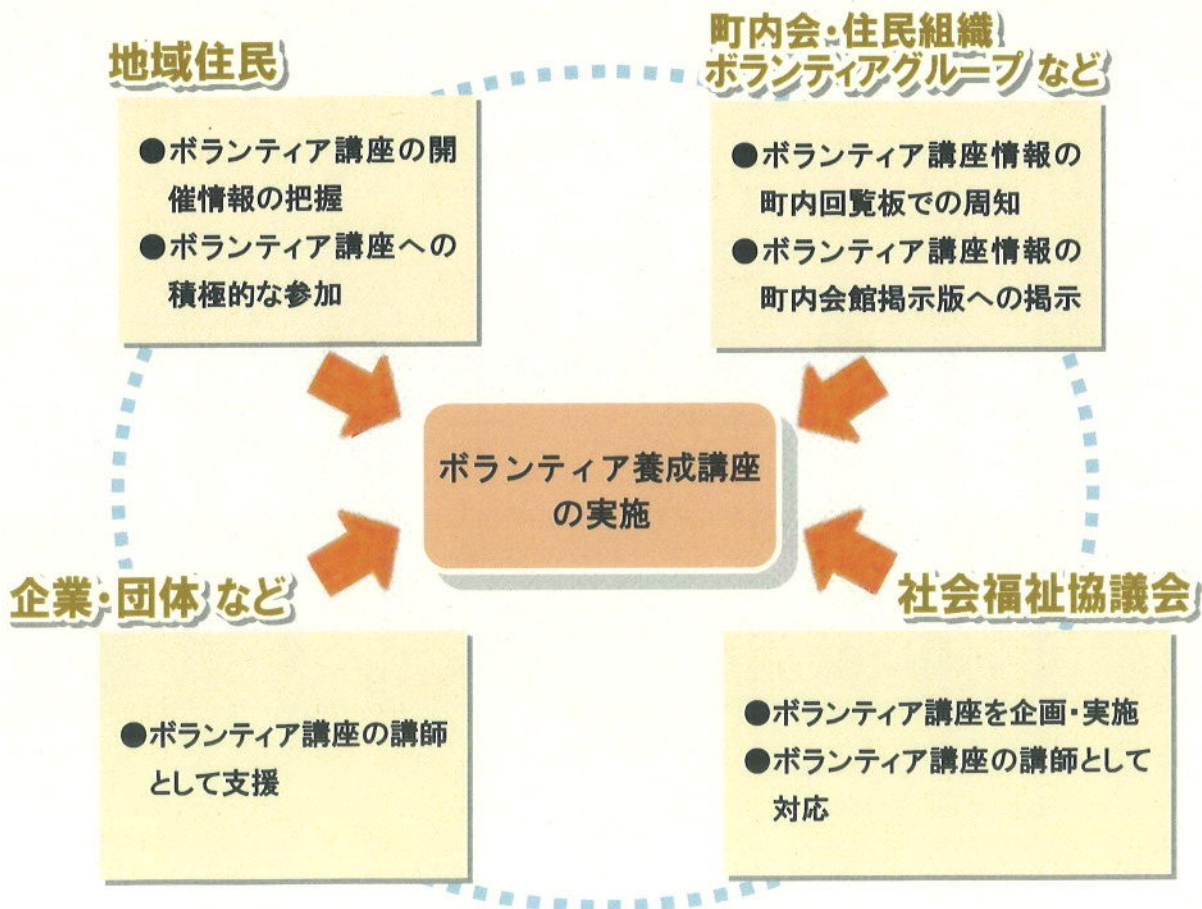 地域住民
●ボランティア講座の開
催情報の把握
●ボランティア講座への
積極的な参加
町内会・住民組織
ボランティアグループ など
●ボランティア講座情報の
町内回覧板での周知
●ボランティア講座情報の
町内会館掲示版への掲示
ボランティア養成講座
の実施
企業・団体 など
●ボランティア講座の講師
として支援
社会福祉協議会
●ボランティア講座を企画・実施
●ボランティア講座の講師として
対応